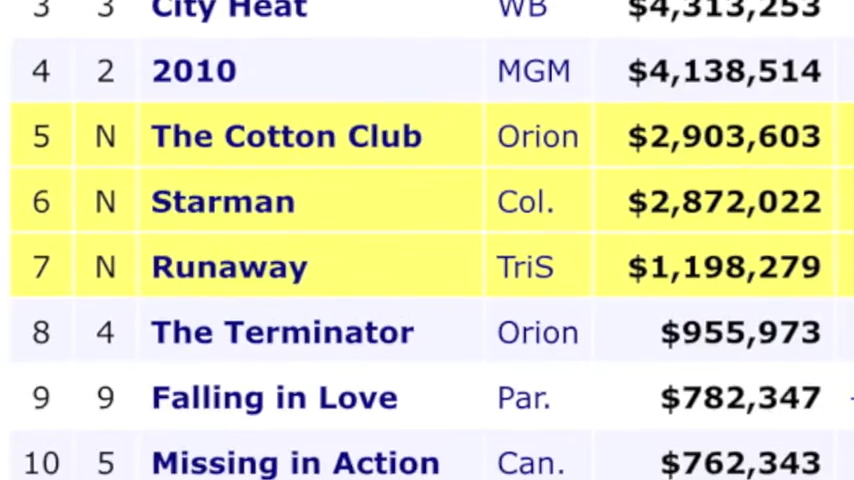 3 3 City Heat WB $4,313,253
4 2 2010 MGM $4,138,514
5 N The Cotton Club Orion $2,903,603
6 N Starman Col. $2,872,022
7 N Runaway TriS $1,198,279
8 4 The Terminator Orion $955,973
9 9 Falling in Love Par. $782,347 -
10 5 Missing in Action Can. $762,343